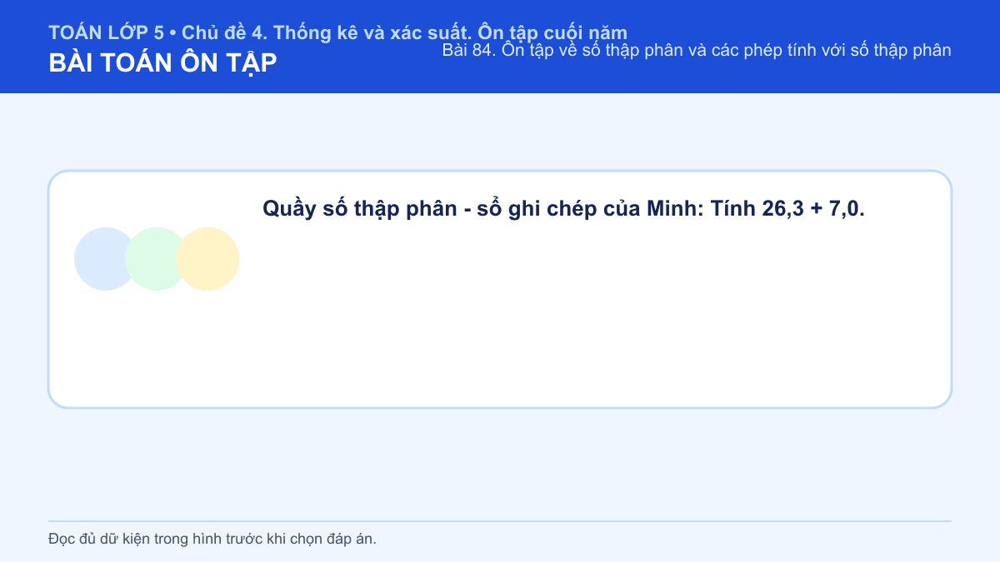 TOÁN LỚP 5 • Chủ đề 4. Thống kê và xác suất. Ôn tập cuối năm
BÀI TOÁN ÔN TẬP
Bài 84. Ôn tập về số thập phân và các phép tính với số thập phân
Quầy số thập phân - sổ ghi chép của Minh: Tính 26,3 + 7,0.
Đọc đủ dữ kiện trong hình trước khi chọn đáp án.